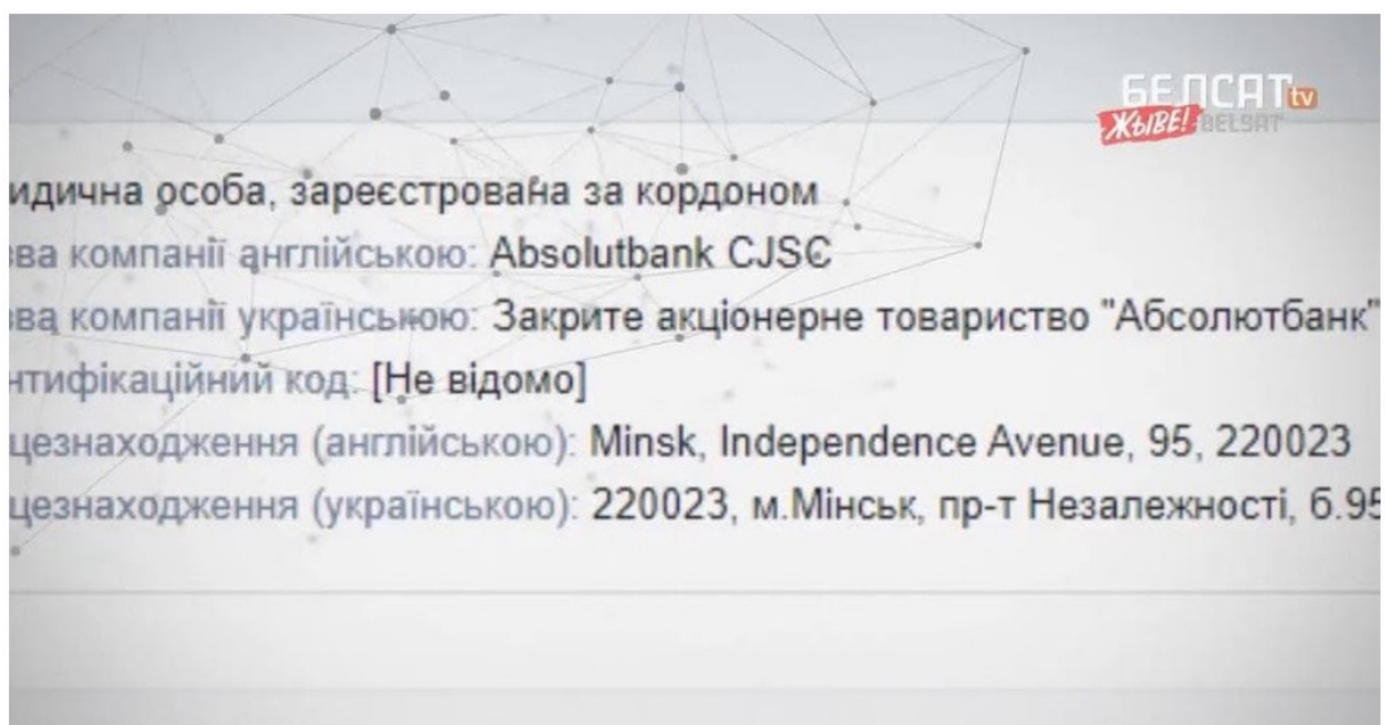 БЕЛСАТ tv
ЖЫВЕ! BELSAT
идична особа, зареєстрована за кордоном
ва компанії англійською: Absolutbank CJSC
ва компанії українською: Закрите акціонерне товариство "Абсолютбанк"
нтифікаційний код: [Не відомо]
цезнаходження (англійською): Minsk, Independence Avenue, 95, 220023
цезнаходження (українською): 220023, м.Мінськ, пр-т Незалежності, б.95